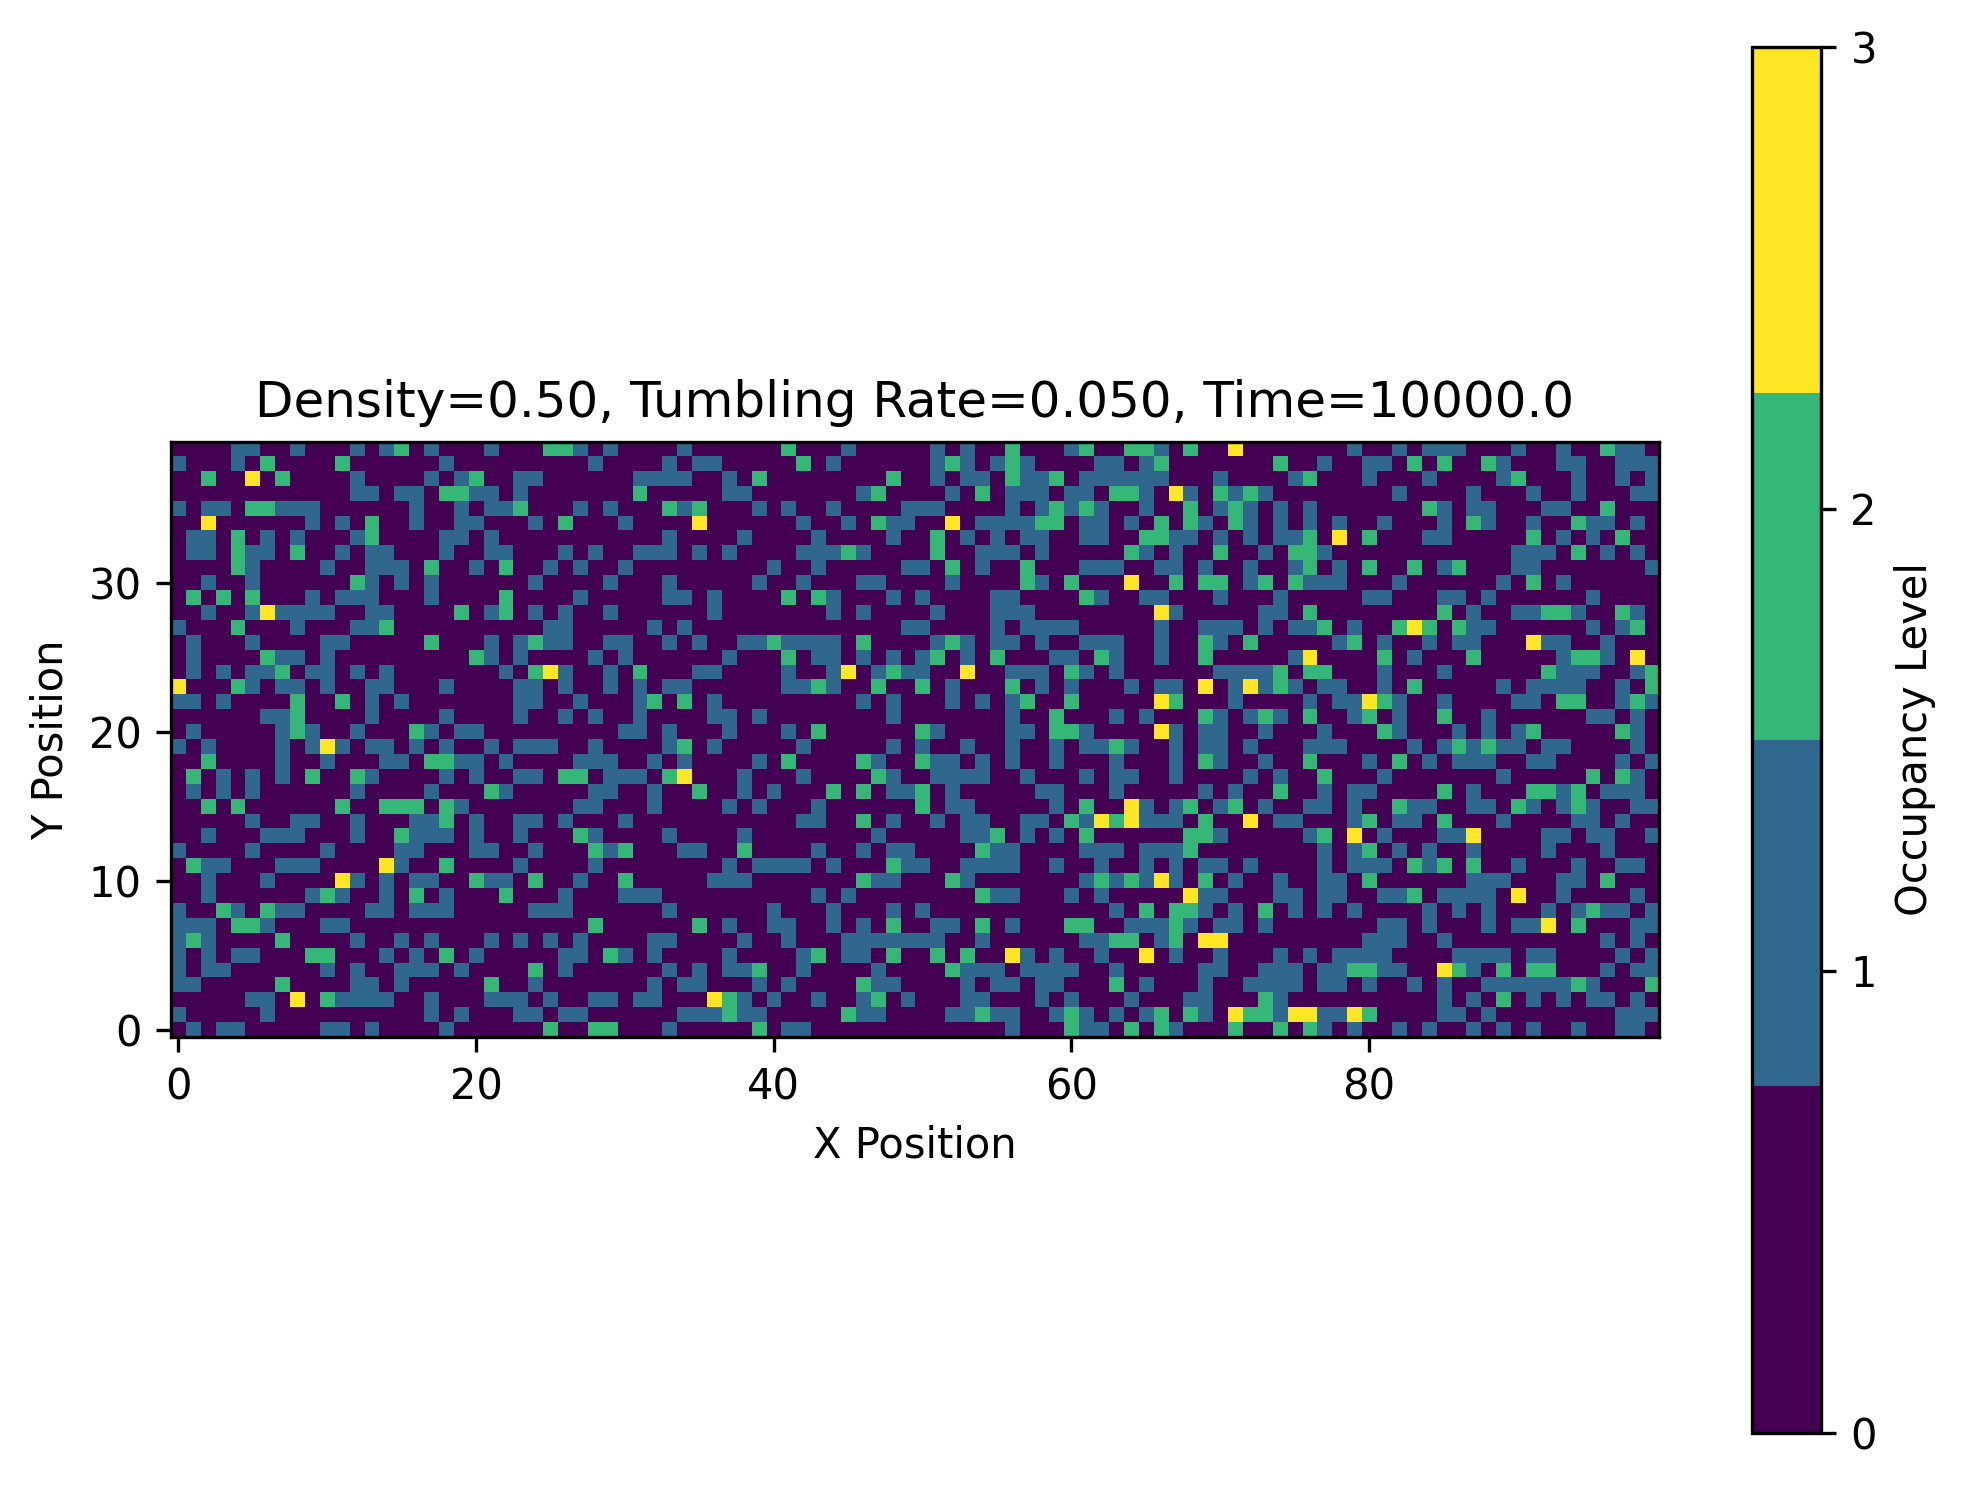 Density=0.50, Tumbling Rate=0.050, Time=10000.0
Y Position
30
20
10
0
0 20 40 60 80
X Position
3
2
1
0
Occupancy Level